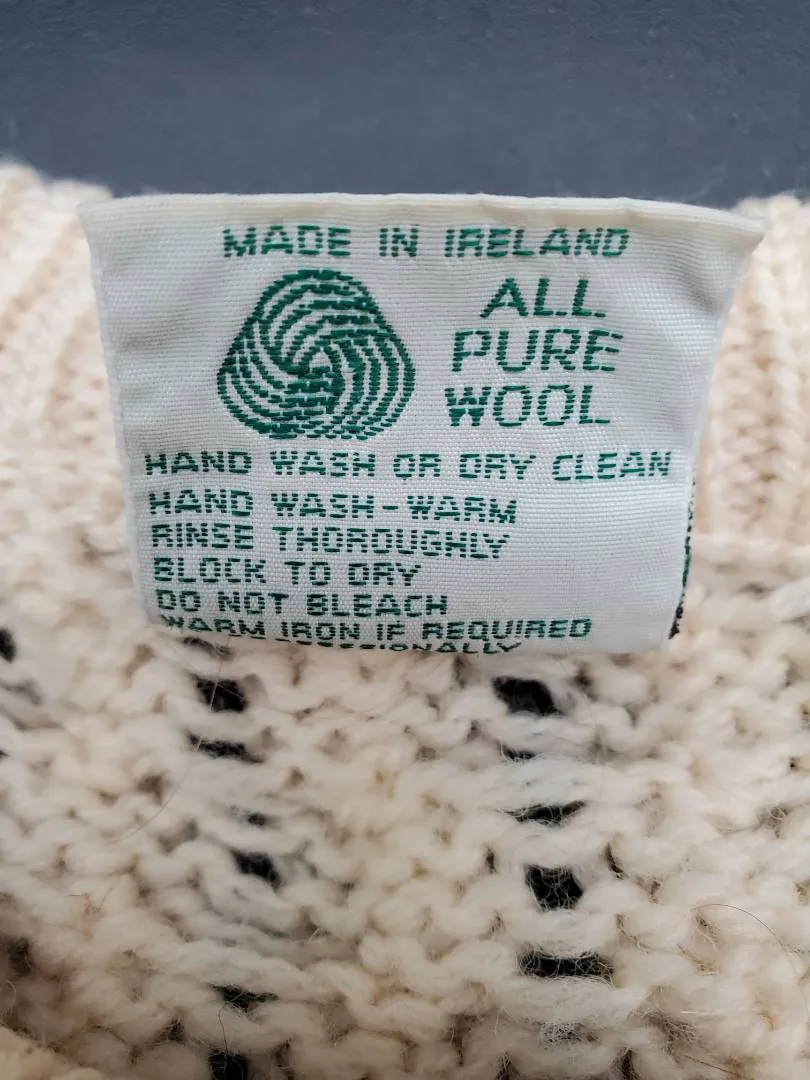 MADE IN IRELAND
ALL
PURE
WOOL
HAND WASH OR DRY CLEAN
HAND WASH-WARM
RINSE THOROUGHLY
BLOCK TO DRY
DO NOT BLEACH
WARM IRON IF REQUIRED